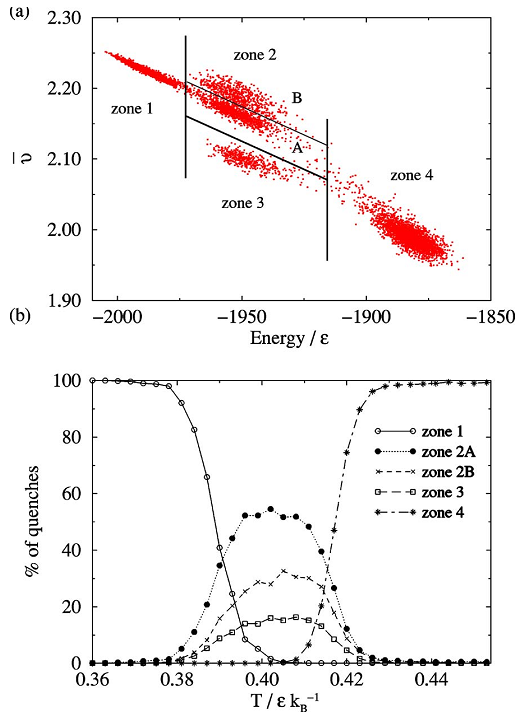 (a)
2.30
zone 2
2.20
B
zone 1
ῡ
2.10
A
zone 4
zone 3
2.00
1.90
−2000 −1950 −1900 −1850
Energy / ε
(b)
100
zone 1
80
zone 2A
zone 2B
60
zone 3
zone 4
40
% of quenches
20
0
0.36 0.38 0.40 0.42 0.44
T / ε k_B⁻¹